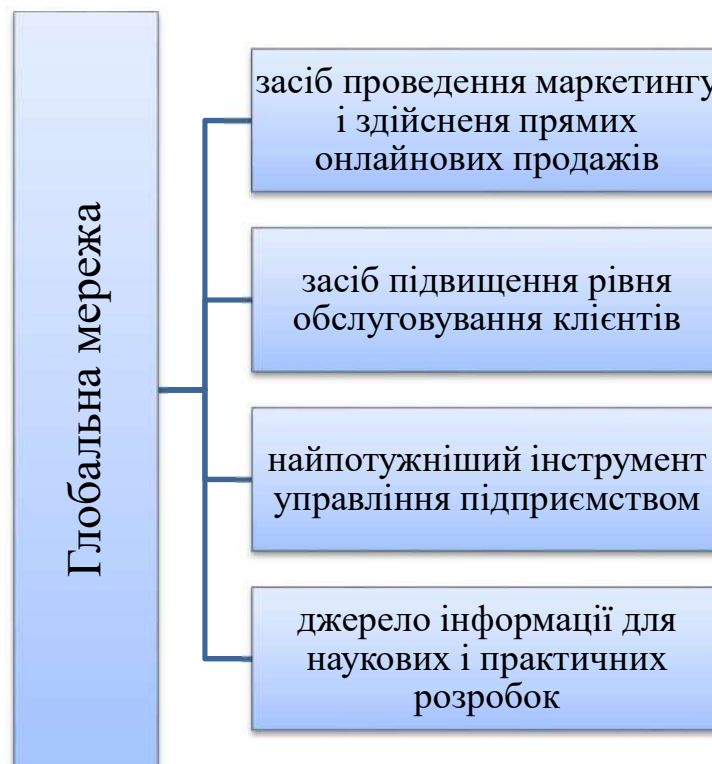 Глобальна мережа
засіб проведення маркетингу
і здійсненя прямих
онлайнових продажів
засіб підвищення рівня
обслуговування клієнтів
найпотужніший інструмент
управління підприємством
джерело інформації для
наукових і практичних
розробок